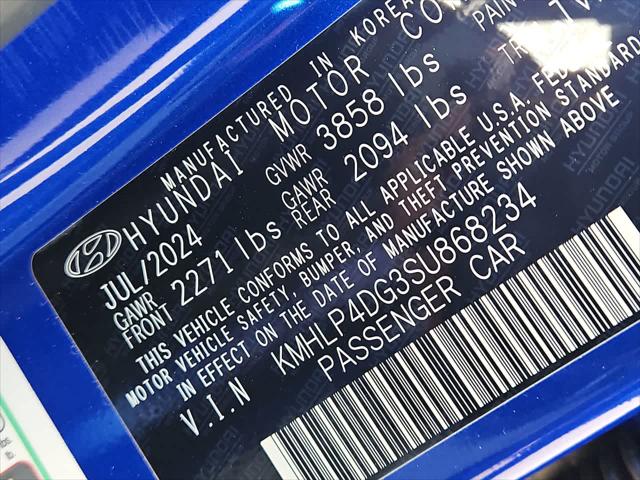 MANUFACTURED IN KOREA
HYUNDAI MOTOR CO
JUL/2024 GVWR 3858 lbs
GAWR FRONT 2271 lbs GAWR REAR 2094 lbs
THIS VEHICLE CONFORMS TO ALL APPLICABLE U.S.A. FED
MOTOR VEHICLE SAFETY, BUMPER, AND THEFT PREVENTION STANDARDS
IN EFFECT ON THE DATE OF MANUFACTURE SHOWN ABOVE
V.I.N KMHLP4DG3SU868234
PASSENGER CAR
PAIN